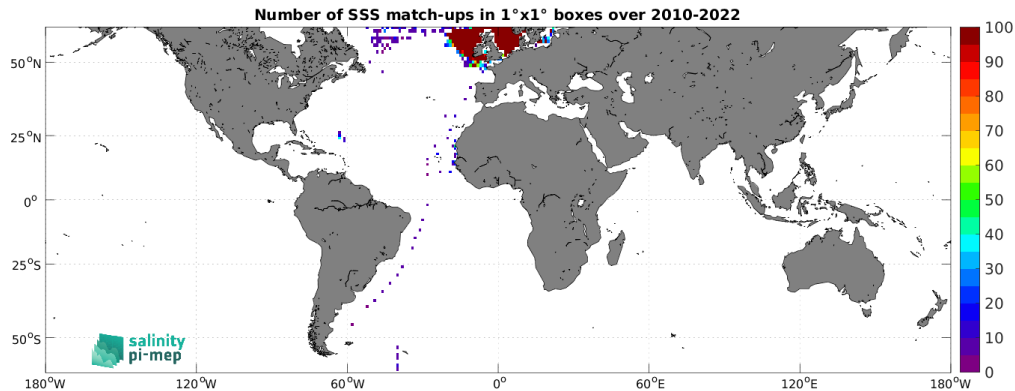 Number of SSS match-ups in 1°x1° boxes over 2010-2022
50°N
25°N
0°
25°S
50°S
180°W
120°W
60°W
0°
60°E
120°E
180°W
100
90
80
70
60
50
40
30
20
10
0
salinity
pi-mep